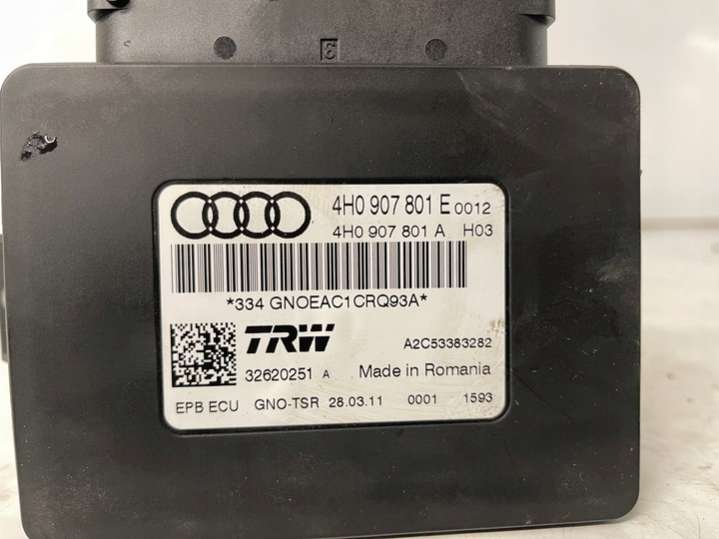 4H0 907 801 E 0012
4H0 907 801 A H03
*334 GNOEAC1CRQ93A*
TRW A2C53383282
32620251 A Made in Romania
EPB ECU GNO-TSR 28.03.11 0001 1593